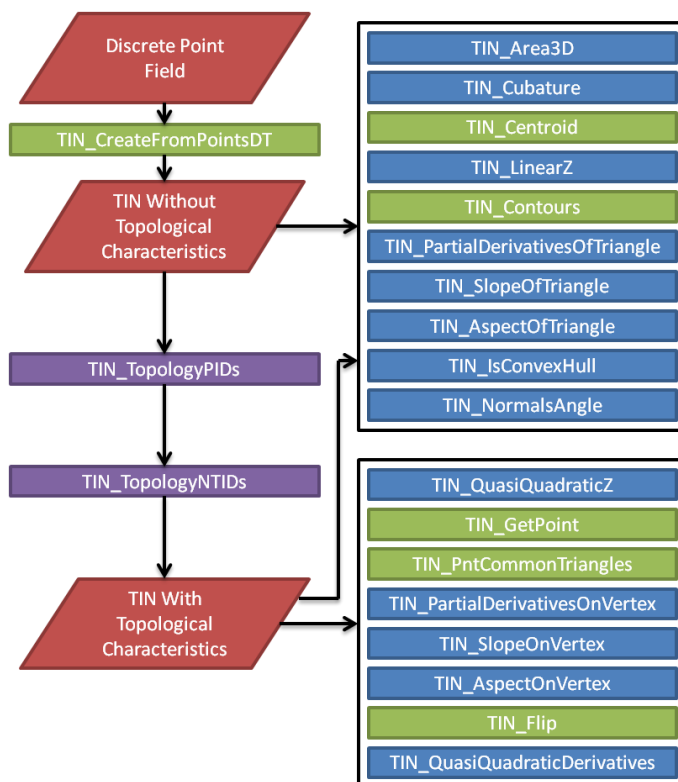 Discrete Point
Field
TIN_CreateFromPointsDT
TIN Without
Topological
Characteristics
TIN_TopologyPIDs
TIN_TopologyNTIDs
TIN With
Topological
Characteristics
TIN_Area3D
TIN_Cubature
TIN_Centroid
TIN_LinearZ
TIN_Contours
TIN_PartialDerivativesOfTriangle
TIN_SlopeOfTriangle
TIN_AspectOfTriangle
TIN_IsConvexHull
TIN_NormalsAngle
TIN_QuasiQuadraticZ
TIN_GetPoint
TIN_PntCommonTriangles
TIN_PartialDerivativesOnVertex
TIN_SlopeOnVertex
TIN_AspectOnVertex
TIN_Flip
TIN_QuasiQuadraticDerivatives